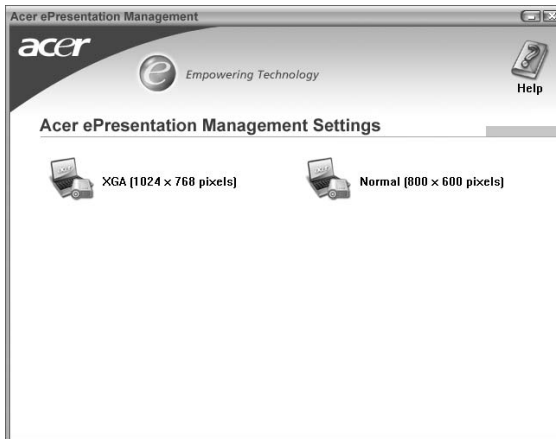 Acer ePresentation Management
acer
e Empowering Technology
Help
Acer ePresentation Management Settings
XGA (1024 x 768 pixels)
Normal (800 x 600 pixels)